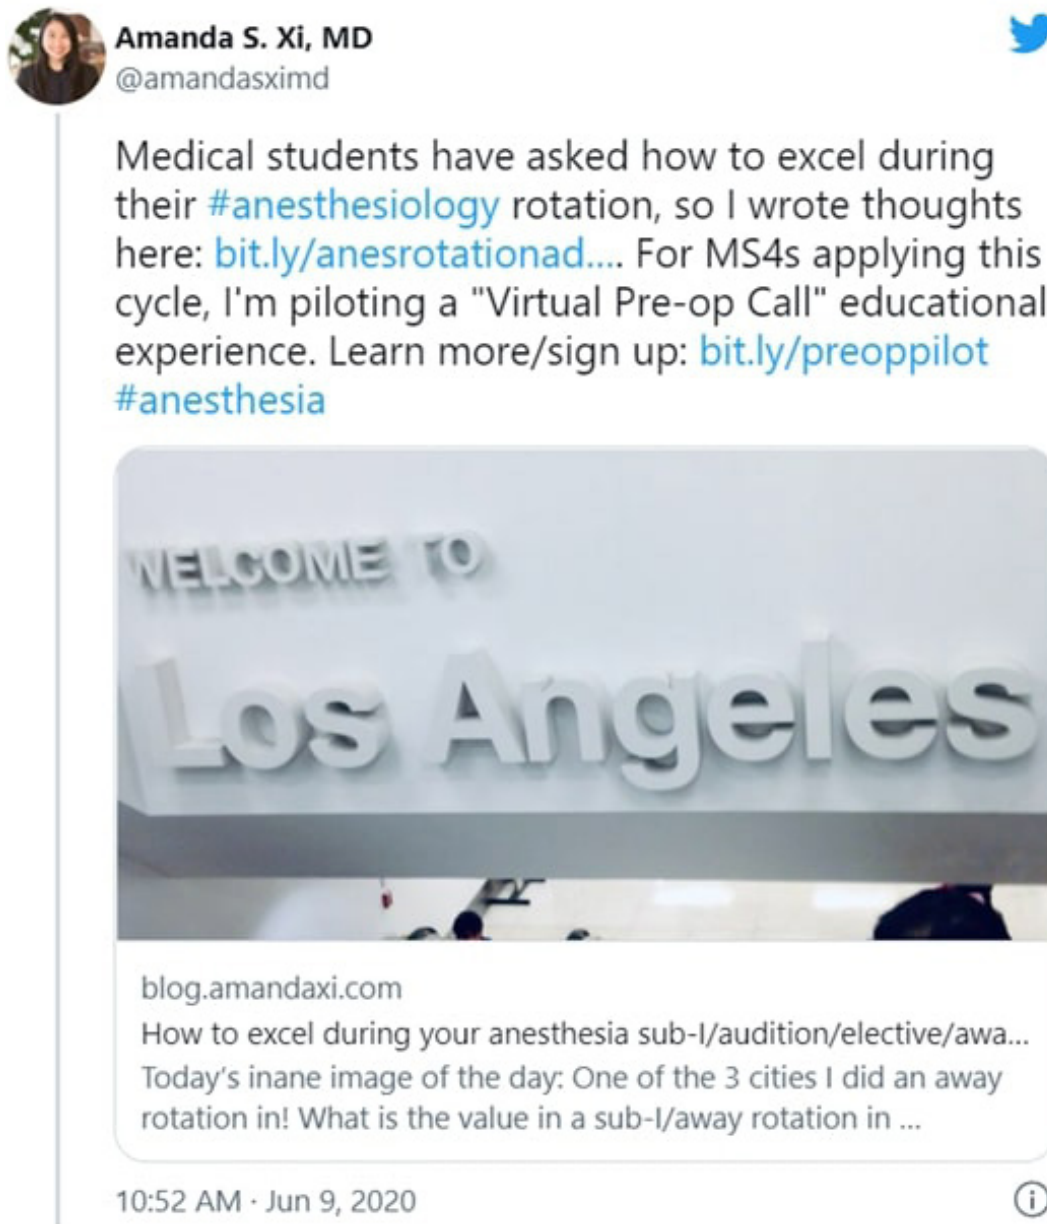 Amanda S. Xi, MD
@amandasximd
Medical students have asked how to excel during
their #anesthesiology rotation, so I wrote thoughts
here: bit.ly/anesrotationad.... For MS4s applying this
cycle, I'm piloting a "Virtual Pre-op Call" educational
experience. Learn more/sign up: bit.ly/preoppilot
#anesthesia
WELCOME TO
Los Angeles
blog.amandaxi.com
How to excel during your anesthesia sub-I/audition/elective/awa...
Today's inane image of the day: One of the 3 cities I did an away
rotation in! What is the value in a sub-I/away rotation in ...
10:52 AM · Jun 9, 2020